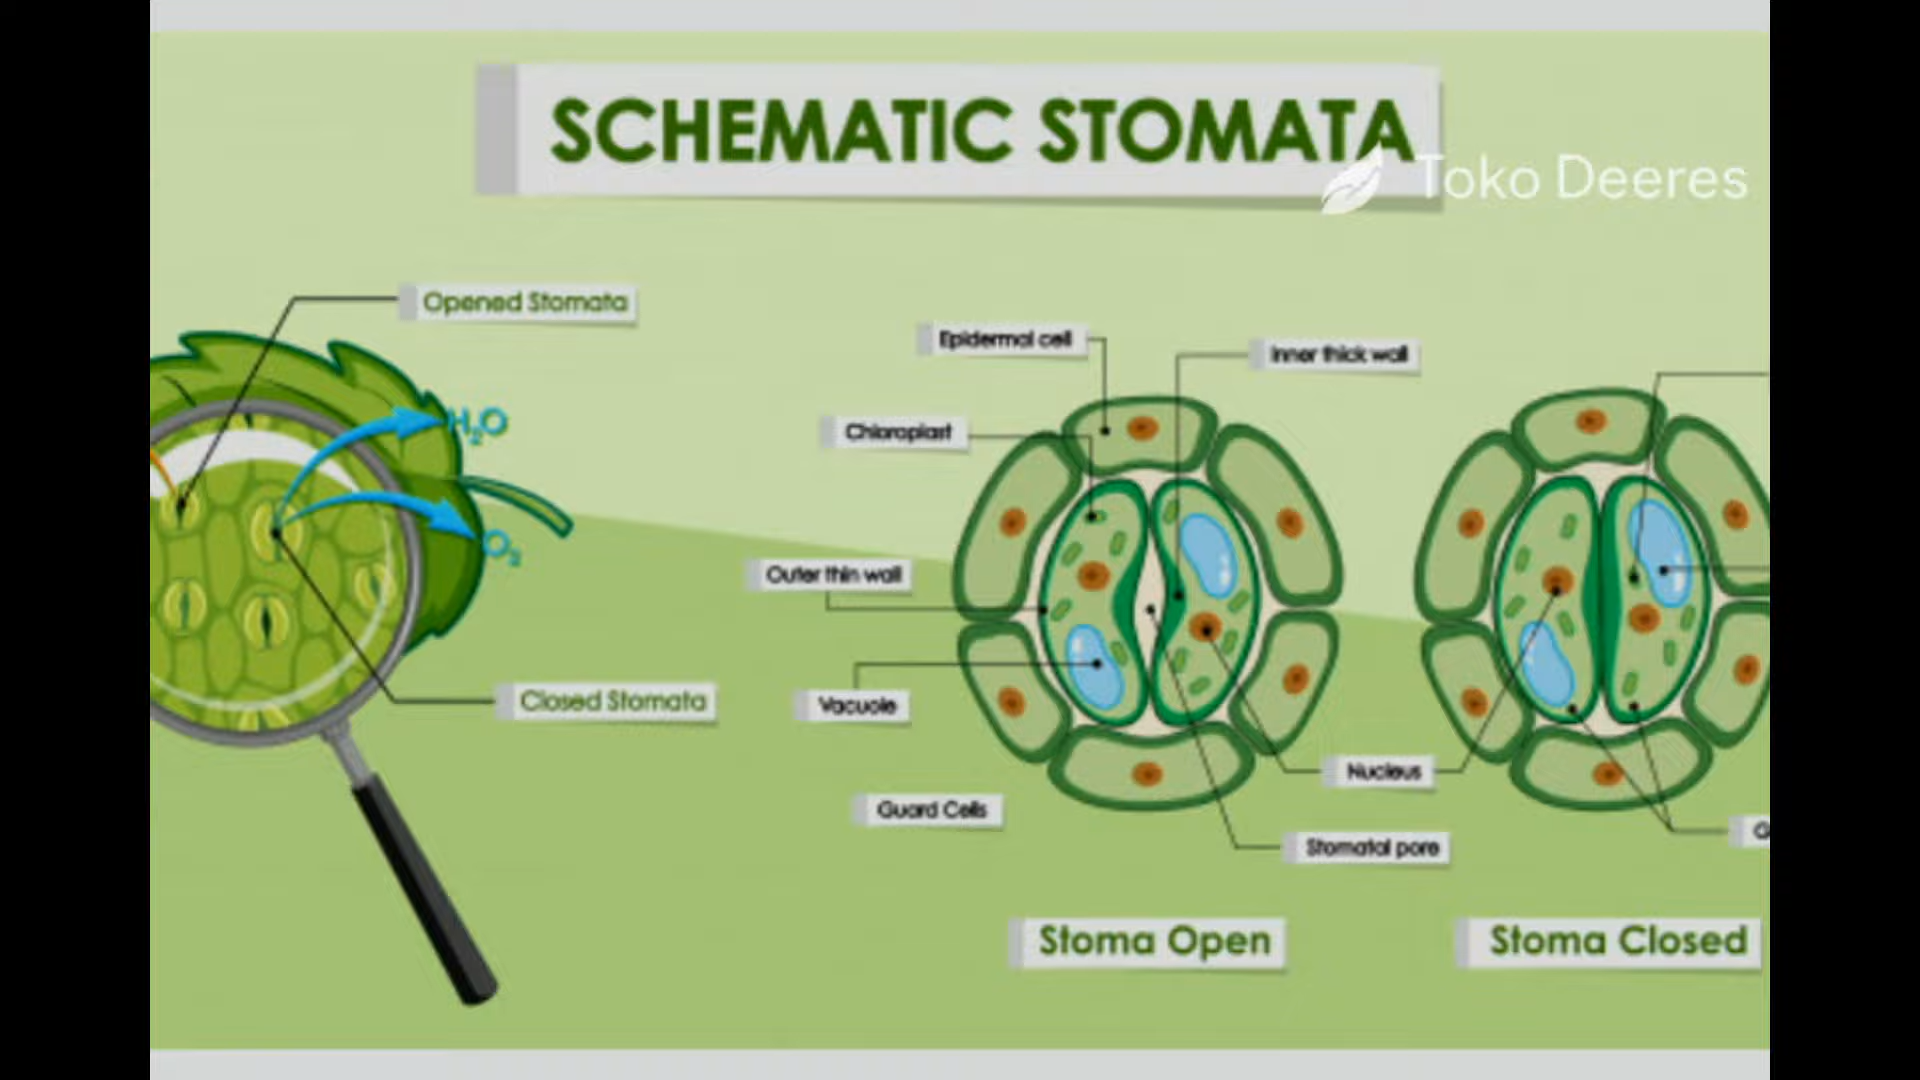 SCHEMATIC STOMATA
Toko Deeres
Opened Stomata
Epidermal cell
Inner thick wall
Chloroplast
H2O
O2
Outer thin wall
Closed Stomata
Vacuole
Nucleus
Guard Cells
Stomatal pore
G
Stoma Open
Stoma Closed